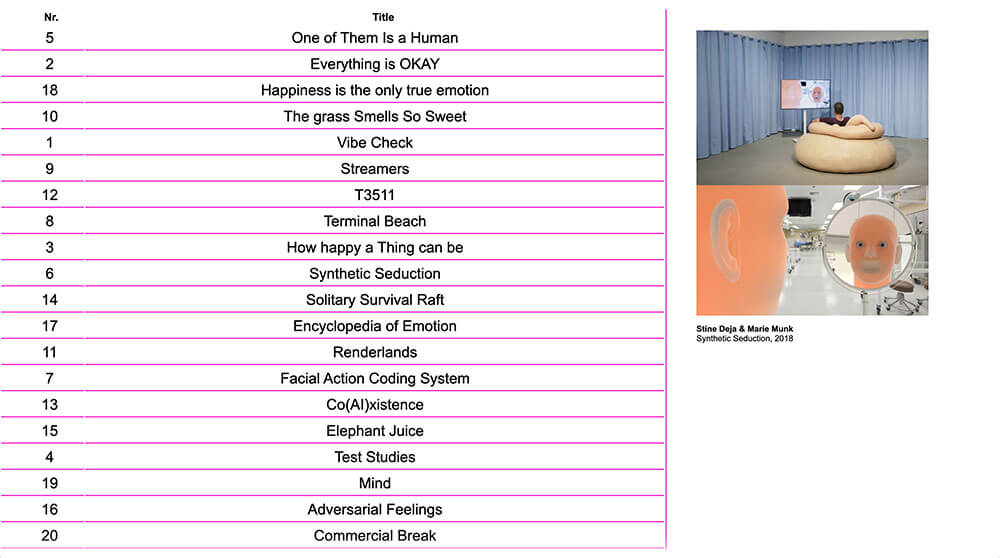 Nr. Title
5 One of Them Is a Human
2 Everything is OKAY
18 Happiness is the only true emotion
10 The grass Smells So Sweet
1 Vibe Check
9 Streamers
12 T3511
8 Terminal Beach
3 How happy a Thing can be
6 Synthetic Seduction
14 Solitary Survival Raft
17 Encyclopedia of Emotion
11 Renderlands
7 Facial Action Coding System
13 Co(AI)xistence
15 Elephant Juice
4 Test Studies
19 Mind
16 Adversarial Feelings
20 Commercial Break
Stine Deja & Marie Munk
Synthetic Seduction, 2018